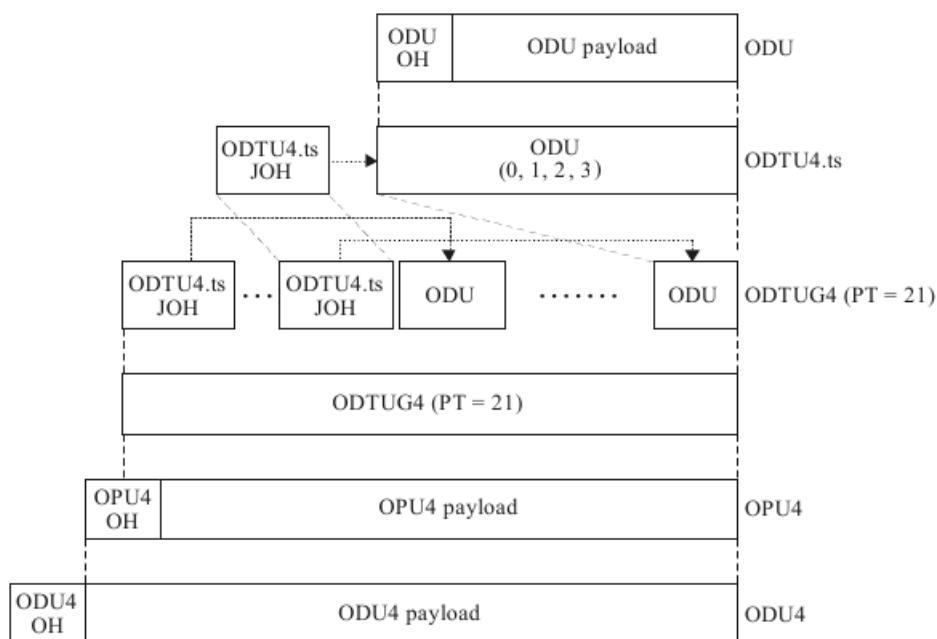 ODU
OH
ODU payload
ODU
ODTU4.ts
JOH
ODU
(0, 1, 2, 3)
ODTU4.ts
ODTU4.ts
JOH
ODTU4.ts
JOH
ODU
ODU
ODTUG4 (PT = 21)
ODTUG4 (PT = 21)
OPU4
OH
OPU4 payload
OPU4
ODU4
OH
ODU4 payload
ODU4